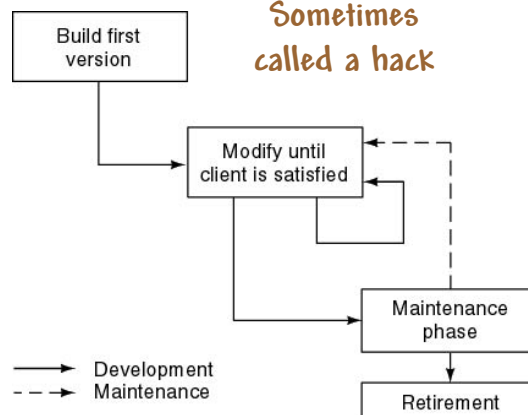 Sometimes
called a hack
Build first
version
Modify until
client is satisfied
Maintenance
phase
Development
Maintenance
Retirement